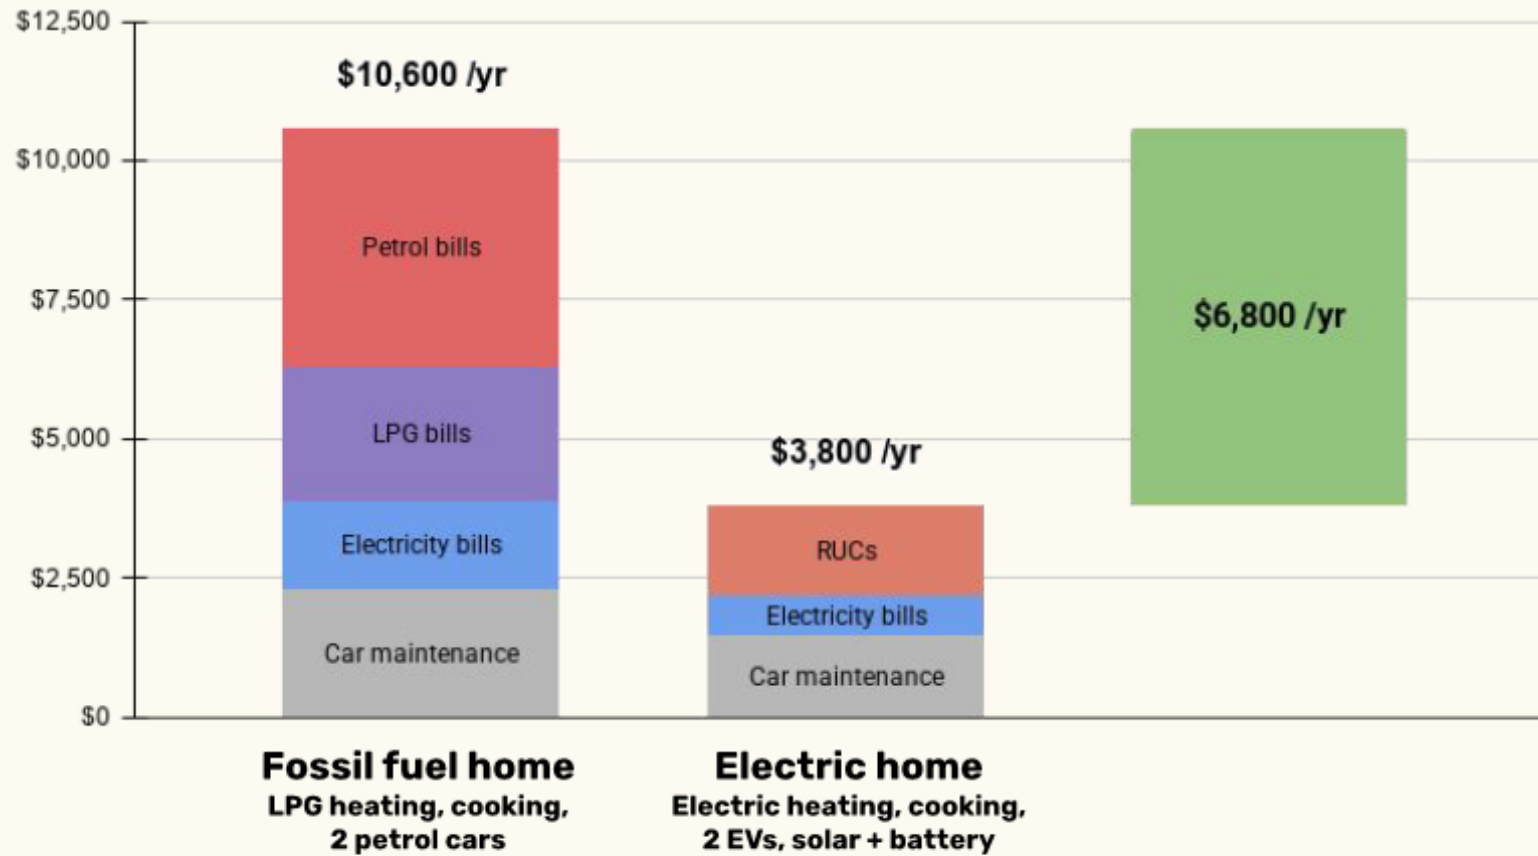 $12,500
$10,600 /yr
$10,000
Petrol bills
$7,500
$6,800 /yr
LPG bills
$5,000
$3,800 /yr
Electricity bills
RUCs
$2,500
Electricity bills
Car maintenance
Car maintenance
$0
Fossil fuel home
LPG heating, cooking,
2 petrol cars
Electric home
Electric heating, cooking,
2 EVs, solar + battery